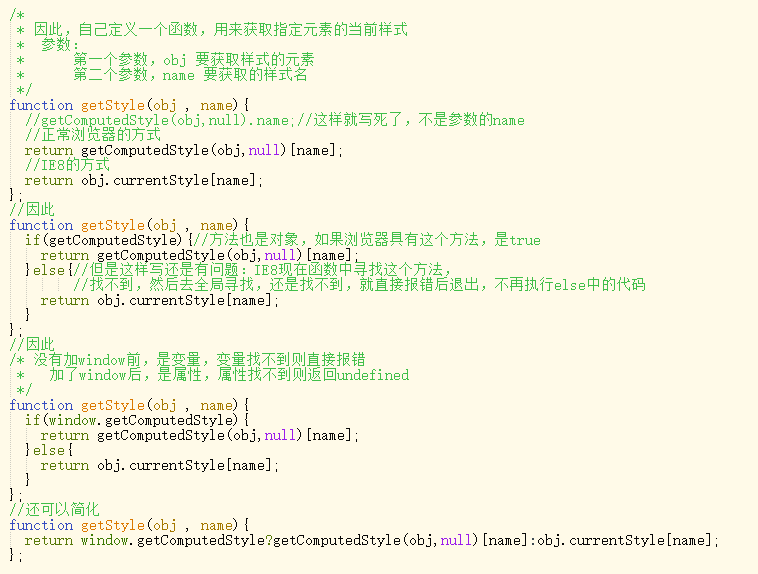 /*
 * 因此，自己定义一个函数，用来获取指定元素的当前样式
 *  参数：
 *      第一个参数，obj 要获取样式的元素
 *      第二个参数，name 要获取的样式名
 */
function getStyle(obj , name){
  //getComputedStyle(obj,null).name;//这样就写死了，不是参数的name
  //正常浏览器的方式
  return getComputedStyle(obj,null)[name];
  //IE8的方式
  return obj.currentStyle[name];
};
//因此
function getStyle(obj , name){
  if(getComputedStyle){//方法也是对象，如果浏览器具有这个方法，是true
    return getComputedStyle(obj,null)[name];
  }else{//但是这样写还是有问题：IE8现在函数中寻找这个方法，
        //找不到，然后去全局寻找，还是找不到，就直接报错后退出，不再执行else中的代码
    return obj.currentStyle[name];
  }
};
//因此
/* 没有加window前，是变量，变量找不到则直接报错
 *   加了window后，是属性，属性找不到则返回undefined
 */
function getStyle(obj , name){
  if(window.getComputedStyle){
    return getComputedStyle(obj,null)[name];
  }else{
    return obj.currentStyle[name];
  }
};
//还可以简化
function getStyle(obj , name){
  return window.getComputedStyle?getComputedStyle(obj,null)[name]:obj.currentStyle[name];
};